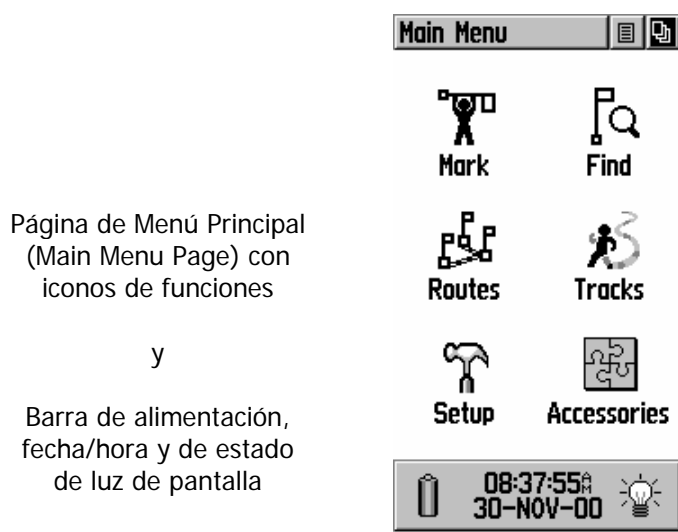 Main Menu
Mark
Find
Página de Menú Principal
(Main Menu Page) con
iconos de funciones
Routes
Tracks
y
Barra de alimentación,
fecha/hora y de estado
de luz de pantalla
Setup
Accessories
08:37:55AM
30-NOV-00